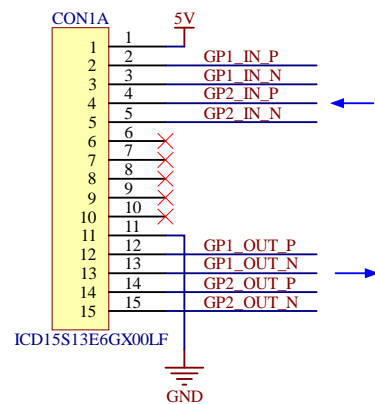 CON1A
5V
1 1
2 2 GP1_IN_P
3 3 GP1_IN_N
4 4 GP2_IN_P
5 5 GP2_IN_N
6 6
7 7
8 8
9 9
10 10
11 11
12 12 GP1_OUT_P
13 13 GP1_OUT_N
14 14 GP2_OUT_P
15 15 GP2_OUT_N
ICD15S13E6GX00LF
GND